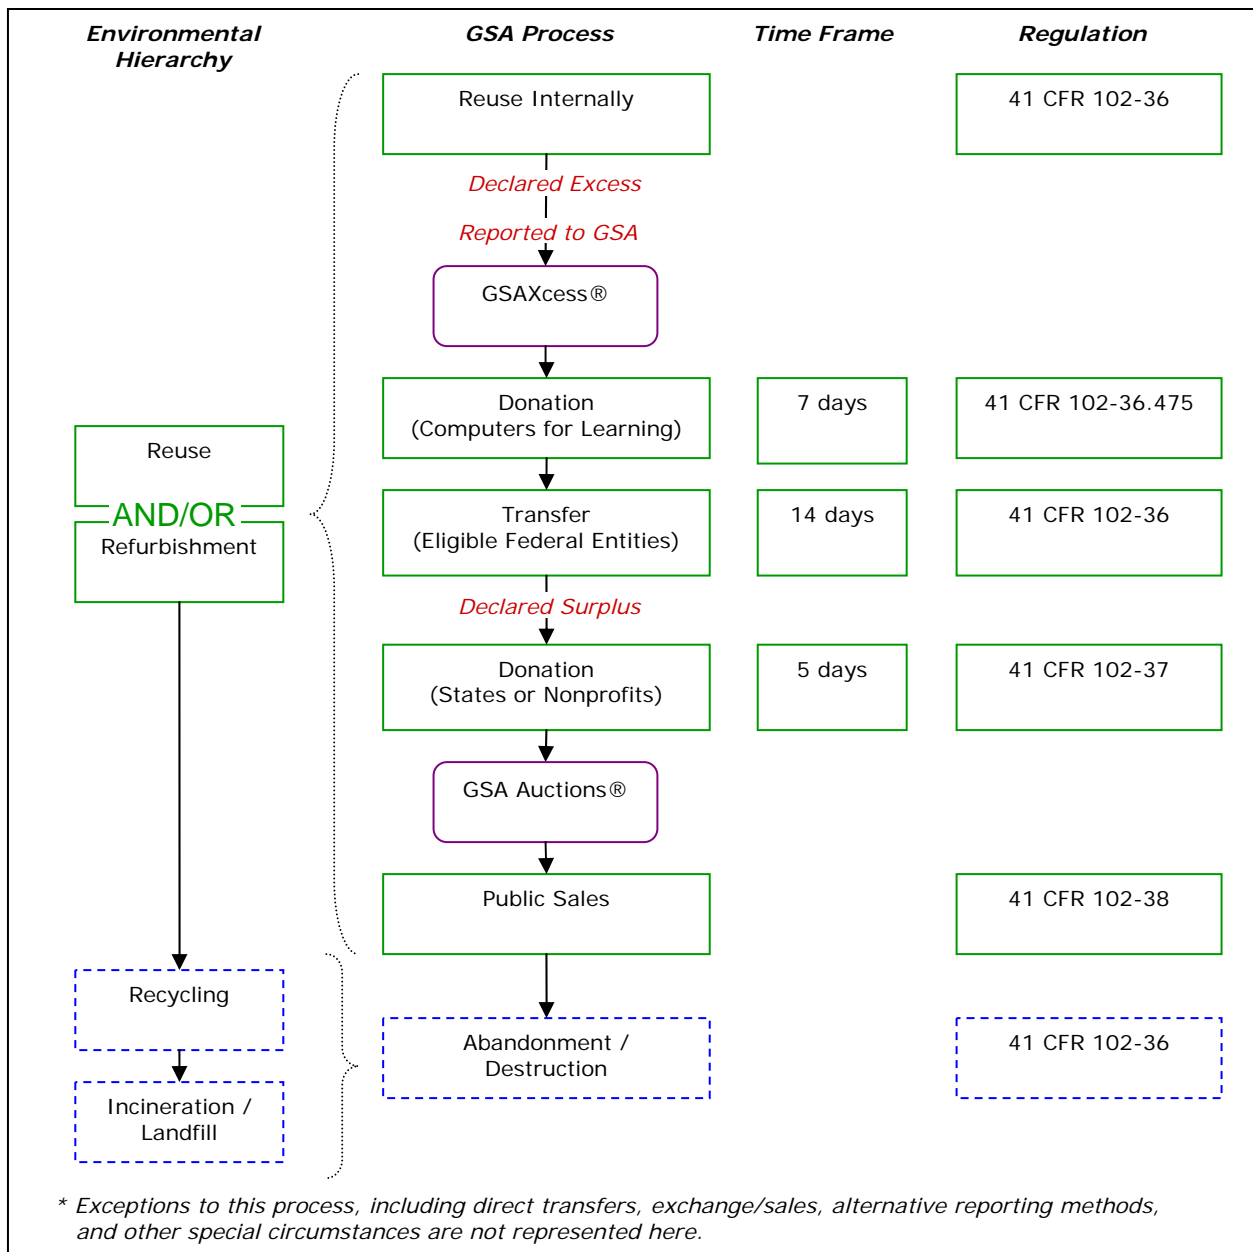 Environmental
Hierarchy
GSA Process
Time Frame
Regulation
Reuse Internally
41 CFR 102-36
Declared Excess
Reported to GSA
GSAXcess®
Donation
(Computers for Learning)
7 days
41 CFR 102-36.475
Reuse
AND/OR
Refurbishment
Transfer
(Eligible Federal Entities)
14 days
41 CFR 102-36
Declared Surplus
Donation
(States or Nonprofits)
5 days
41 CFR 102-37
GSA Auctions®
Public Sales
41 CFR 102-38
Recycling
Abandonment /
Destruction
41 CFR 102-36
Incineration /
Landfill
* Exceptions to this process, including direct transfers, exchange/sales, alternative reporting methods,
and other special circumstances are not represented here.